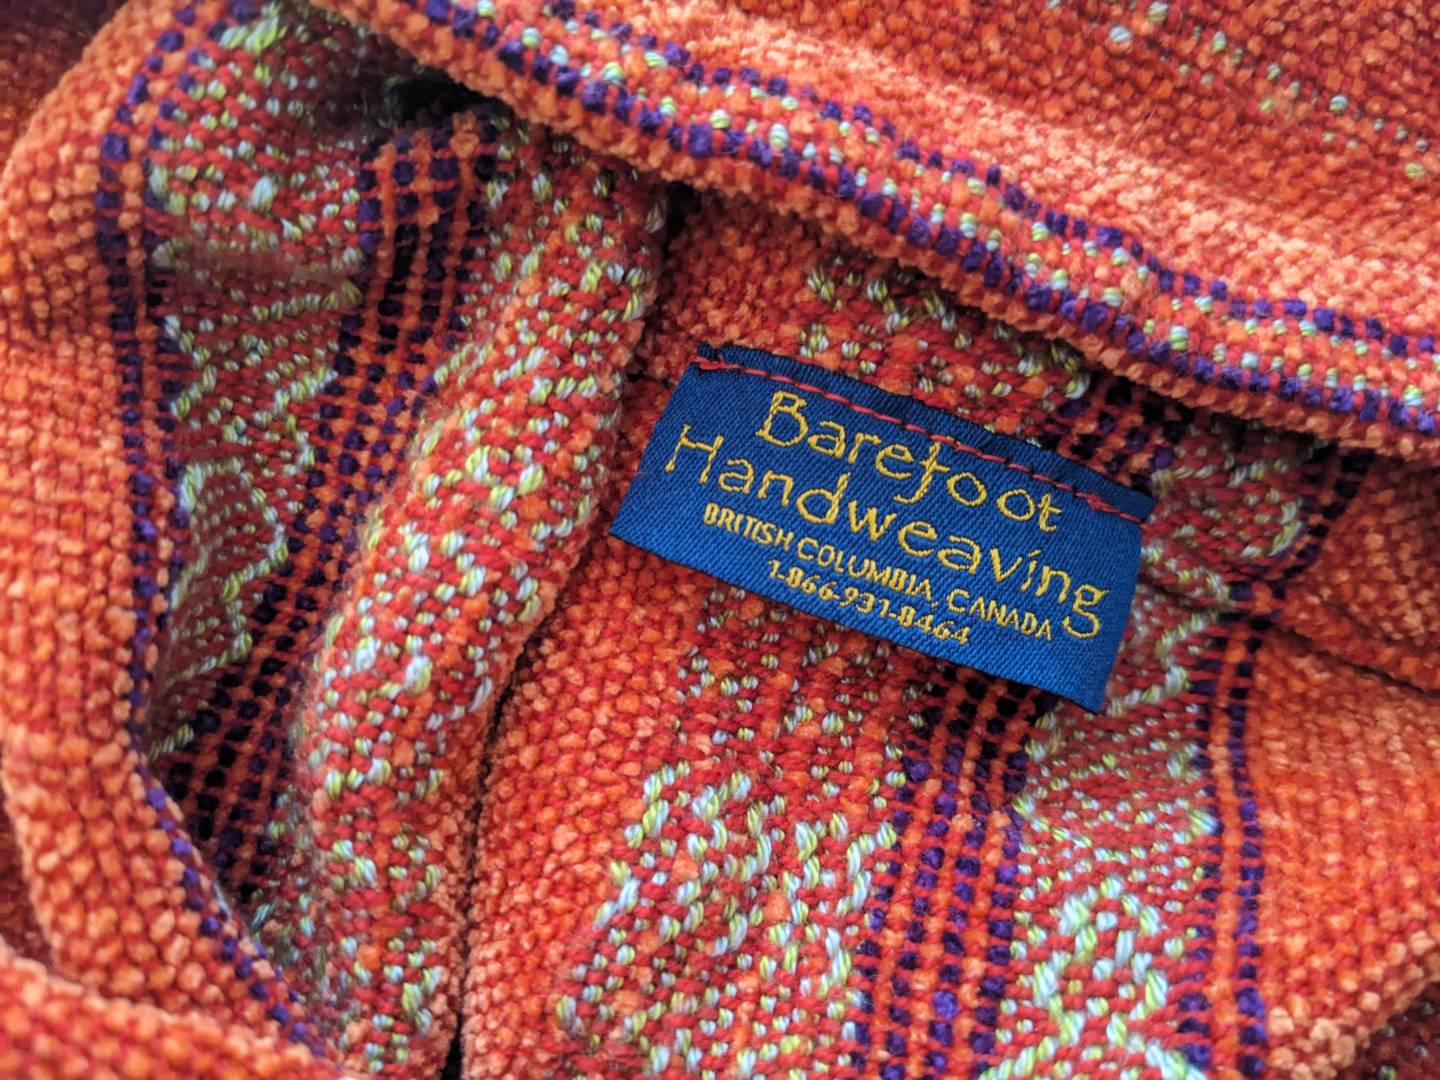 Barefoot
Handweaving
BRITISH COLUMBIA, CANADA
1-866-931-8464